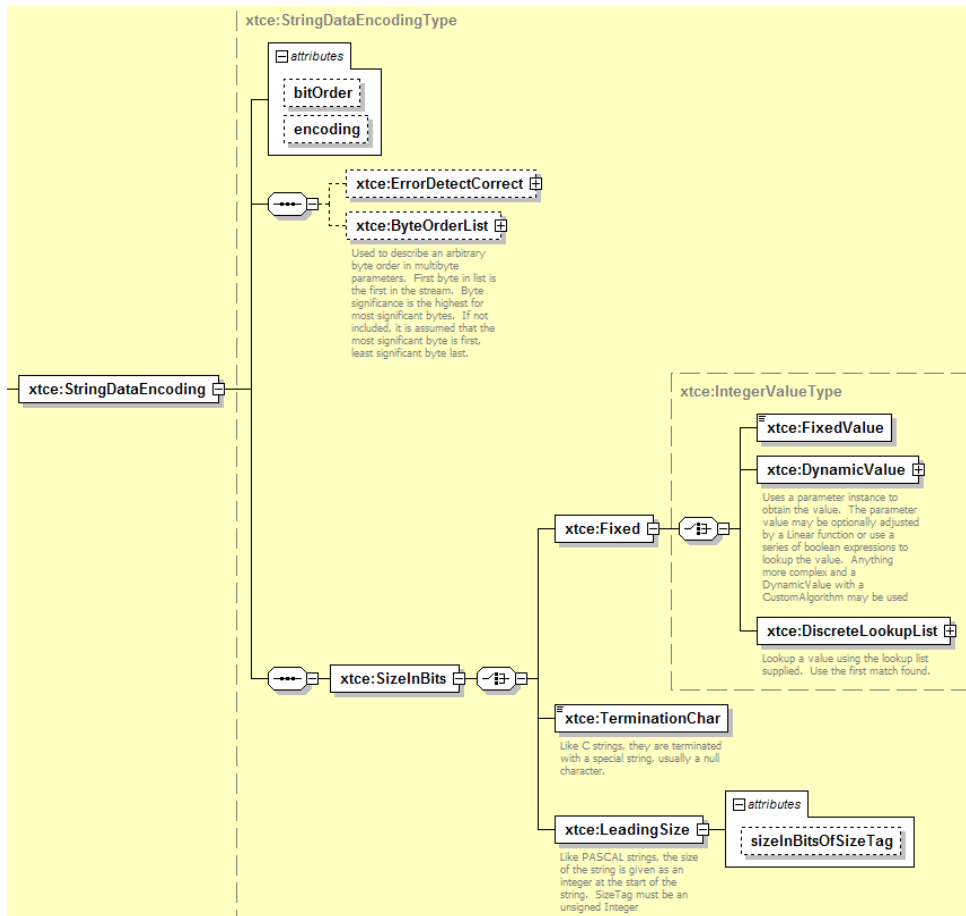 xtce:StringDataEncodingType
attributes
bitOrder
encoding
xtce:ErrorDetectCorrect
xtce:ByteOrderList
Used to describe an arbitrary
byte order in multibyte
parameters. First byte in list is
the first in the stream. Byte
significance is the highest for
most significant bytes. If not
included, it is assumed that the
most significant byte is first,
least significant byte last.
xtce:StringDataEncoding
xtce:IntegerValueType
xtce:FixedValue
xtce:DynamicValue
Uses a parameter instance to
obtain the value. The parameter
value may be optionally adjusted
by a Linear function or use a
series of boolean expressions to
lookup the value. Anything
more complex and a
DynamicValue with a
CustomAlgorithm may be used
xtce:Fixed
xtce:DiscreteLookupList
Lookup a value using the lookup list
supplied. Use the first match found.
xtce:SizeInBits
xtce:TerminationChar
Like C strings, they are terminated
with a special string, usually a null
character.
xtce:LeadingSize
Like PASCAL strings, the size
of the string is given as an
integer at the start of the
string. SizeTag must be an
unsigned Integer
attributes
sizeInBitsOfSizeTag